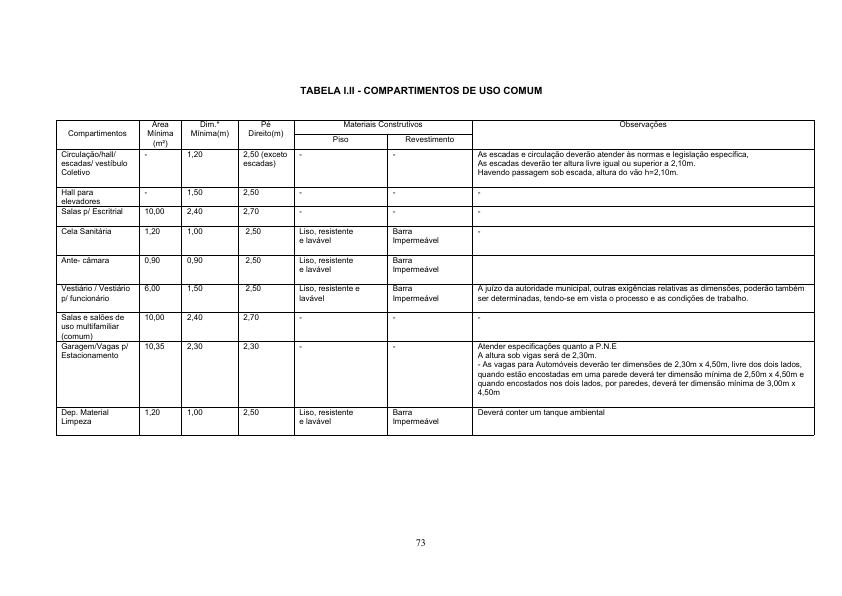 TABELA I.II - COMPARTIMENTOS DE USO COMUM
Compartimentos
Área
Mínima
(m²)
Dim.ª
Mínima(m)
Pé
Direito(m)
Materiais Construtivos
Piso
Revestimento
Observações
Circulação/hall/
escadas/ vestíbulo
Coletivo
-
1,20
2,50 (exceto
escadas)
-
-
As escadas e circulação deverão atender às normas e legislação específica,
As escadas deverão ter altura livre igual ou superior a 2,10m.
Havendo passagem sob escada, altura do vão h=2,10m.
Hall para
elevadores
-
1,50
2,50
-
-
-
Salas p/ Escritrial
10,00
2,40
2,70
-
-
-
Cela Sanitária
1,20
1,00
2,50
Liso, resistente
e lavável
Barra
Impermeável
-
Ante- câmara
0,90
0,90
2,50
Liso, resistente
e lavável
Barra
Impermeável
Vestiário / Vestiário
p/ funcionário
6,00
1,50
2,50
Liso, resistente e
lavável
Barra
Impermeável
A juízo da autoridade municipal, outras exigências relativas as dimensões, poderão também
ser determinadas, tendo-se em vista o processo e as condições de trabalho.
Salas e salões de
uso multifamiliar
(comum)
10,00
2,40
2,70
-
-
-
Garagem/Vagas p/
Estacionamento
10,35
2,30
2,30
-
-
Atender especificações quanto a P.N.E
A altura sob vigas será de 2,30m.
- As vagas para Automóveis deverão ter dimensões de 2,30m x 4,50m, livre dos dois lados,
quando estão encostadas em uma parede deverá ter dimensão mínima de 2,50m x 4,50m e
quando encostados nos dois lados, por paredes, deverá ter dimensão mínima de 3,00m x
4,50m
Dep. Material
Limpeza
1,20
1,00
2,50
Liso, resistente
e lavável
Barra
Impermeável
Deverá conter um tanque ambiental
73